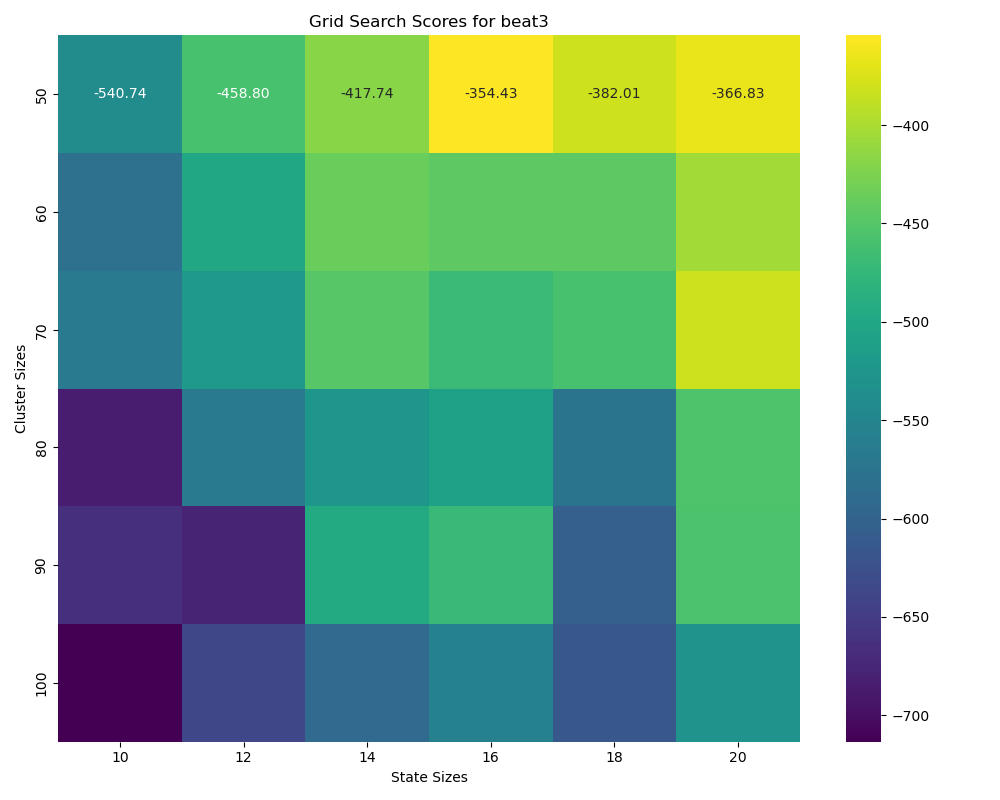 Grid Search Scores for beat3
50
-540.74 -458.80 -417.74 -354.43 -382.01 -366.83
60
70
80
90
100
Cluster Sizes
10 12 14 16 18 20
State Sizes
−400
−450
−500
−550
−600
−650
−700